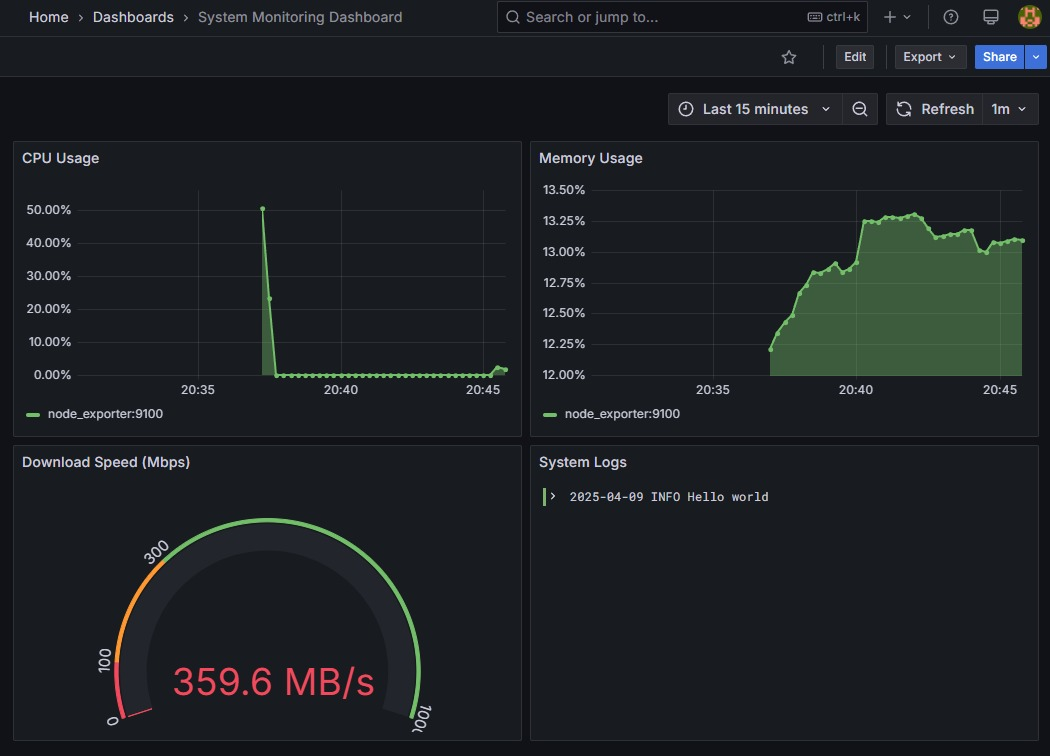 Home > Dashboards > System Monitoring Dashboard
Search or jump to...
ctrl+k
Edit
Export
Share
Last 15 minutes
Refresh
1m
CPU Usage
50.00%
40.00%
30.00%
20.00%
10.00%
0.00%
20:35
20:40
20:45
node_exporter:9100
Memory Usage
13.50%
13.25%
13.00%
12.75%
12.50%
12.25%
12.00%
20:35
20:40
20:45
node_exporter:9100
Download Speed (Mbps)
0
100
300
359.6 MB/s
System Logs
2025-04-09 INFO Hello world